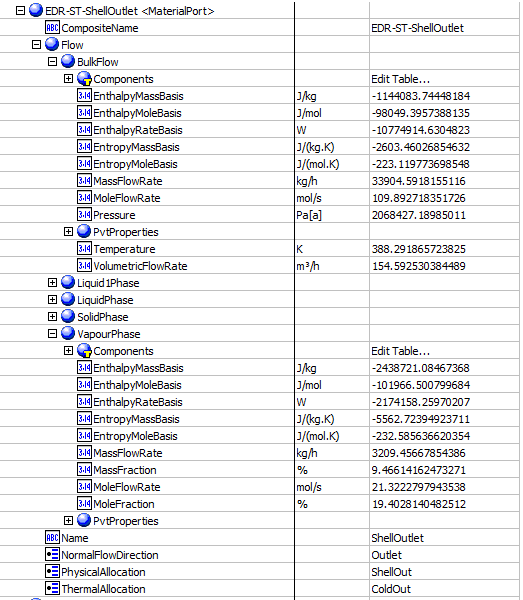 EDR-ST-ShellOutlet <MaterialPort>
CompositeName EDR-ST-ShellOutlet
Flow
BulkFlow
Components Edit Table...
EnthalpyMassBasis J/kg -1144083.74448184
EnthalpyMoleBasis J/mol -98049.3957388135
EnthalpyRateBasis W -10774914.6304823
EntropyMassBasis J/(kg.K) -2603.46026854632
EntropyMoleBasis J/(mol.K) -223.119773698548
MassFlowRate kg/h 33904.5918155116
MoleFlowRate mol/s 109.892718351726
Pressure Pa[a] 2068427.18985011
PvtProperties
Temperature K 388.291865723825
VolumetricFlowRate m³/h 154.592530384489
Liquid1Phase
LiquidPhase
SolidPhase
VapourPhase
Components Edit Table...
EnthalpyMassBasis J/kg -2438721.08467368
EnthalpyMoleBasis J/mol -101966.500799684
EnthalpyRateBasis W -2174158.25970207
EntropyMassBasis J/(kg.K) -5562.72394923711
EntropyMoleBasis J/(mol.K) -232.585636620354
MassFlowRate kg/h 3209.45667854386
MassFraction % 9.46614162473271
MoleFlowRate mol/s 21.3222797943538
MoleFraction % 19.4028140482512
PvtProperties
Name ShellOutlet
NormalFlowDirection Outlet
PhysicalAllocation ShellOut
ThermalAllocation ColdOut